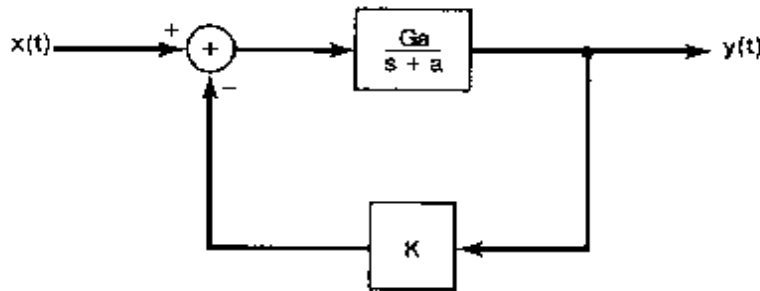 x(t)
+
+
−
Ga
s + a
y(t)
K